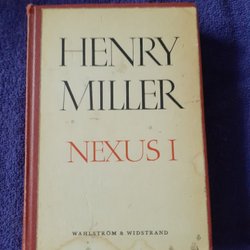 HENRY
MILLER
NEXUS I
WAHLSTRÖM & WIDSTRAND